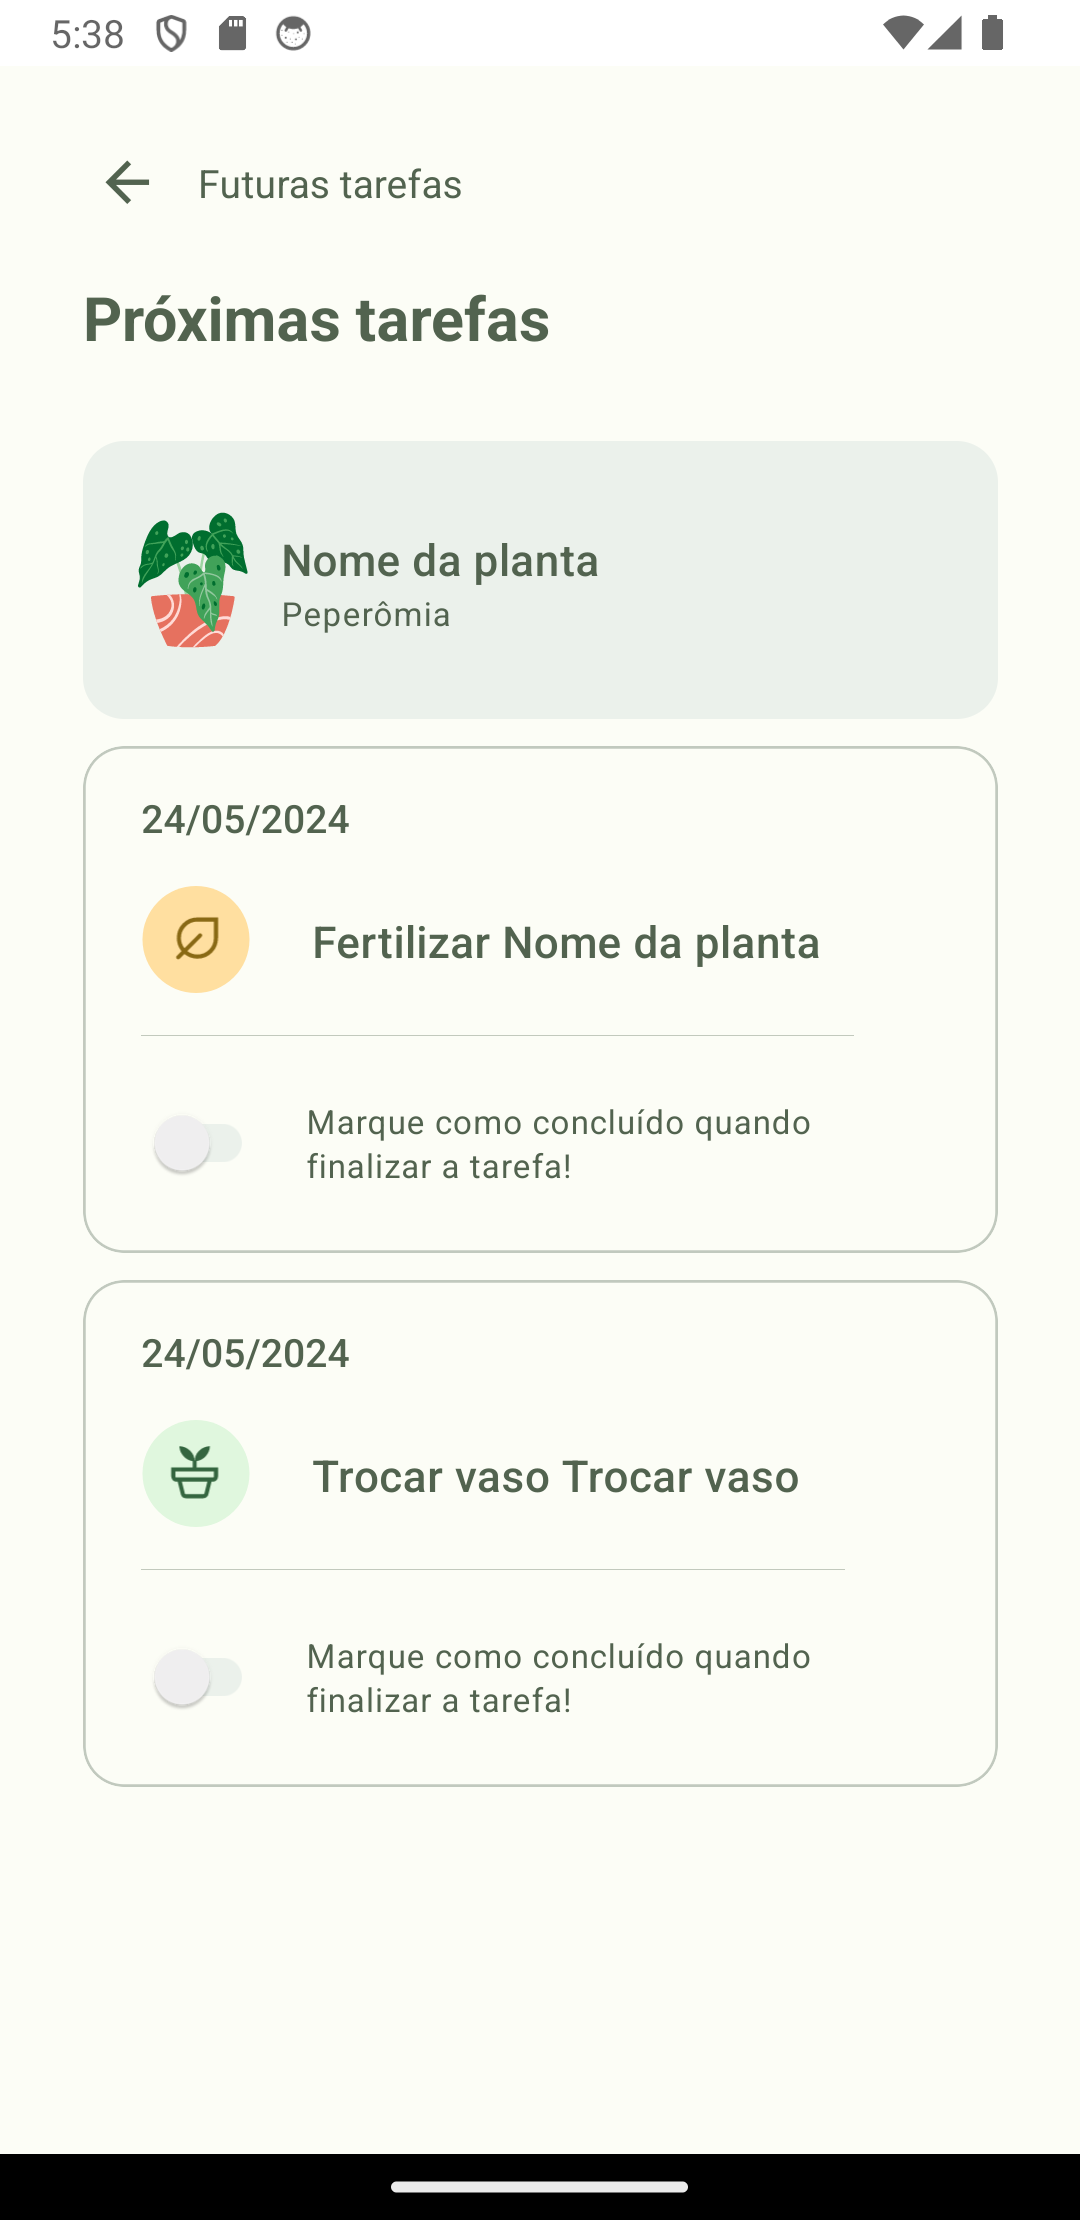 5:38
Futuras tarefas
Próximas tarefas
Nome da planta
Peperômia
24/05/2024
Fertilizar Nome da planta
Marque como concluído quando
finalizar a tarefa!
24/05/2024
Trocar vaso Trocar vaso
Marque como concluído quando
finalizar a tarefa!